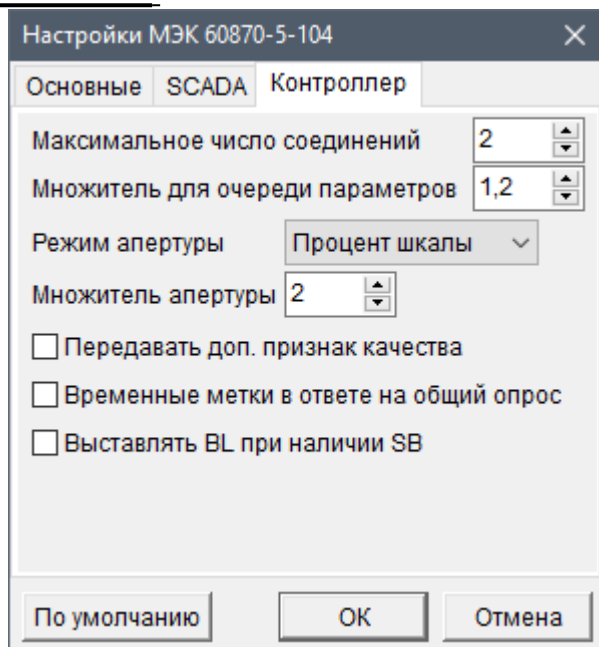 Настройки МЭК 60870-5-104
Основные SCADA Контроллер
Максимальное число соединений 2
Множитель для очереди параметров 1,2
Режим апертуры Процент шкалы
Множитель апертуры 2
Передавать доп. признак качества
Временные метки в ответе на общий опрос
Выставлять BL при наличии SB
По умолчанию ОК Отмена